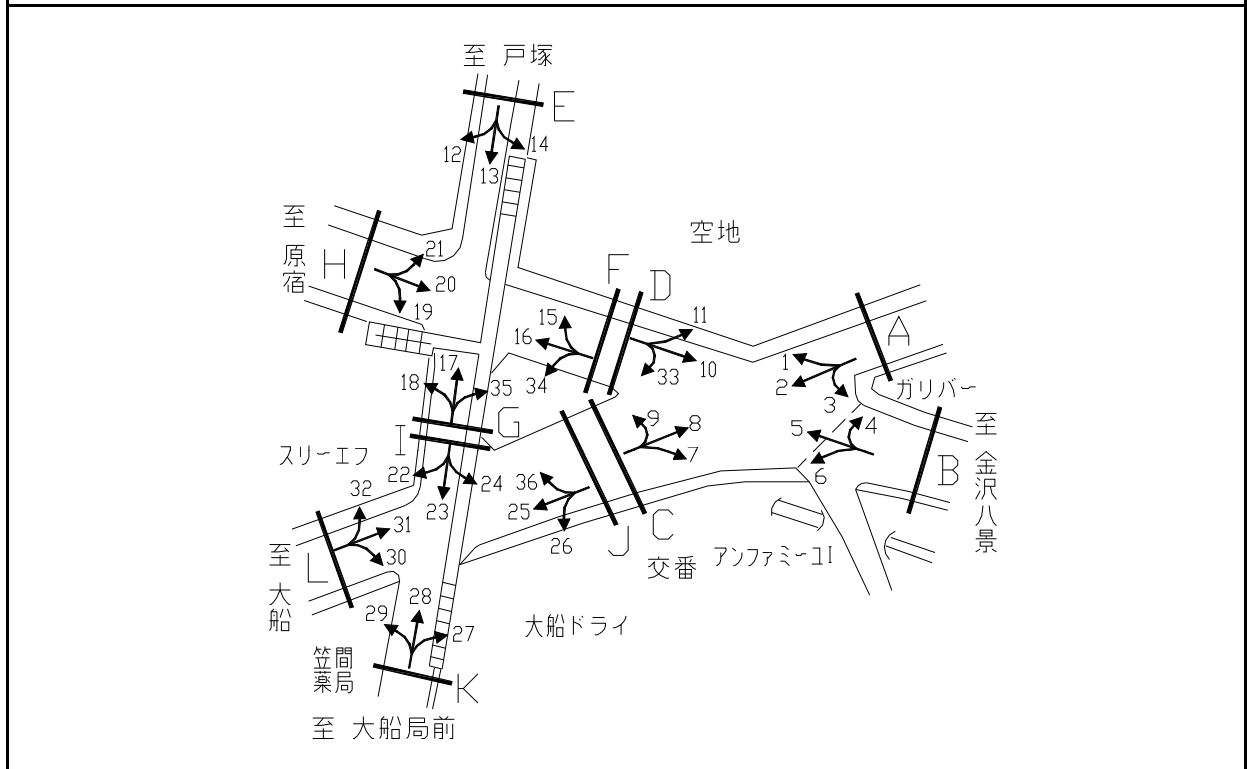 至 戸塚
E
12
13
14
至
原
宿
H
21
20
19
空地
F
D
15
16
34
11
10
33
A
1
2
3
ガリバー
17
18
35
G
I
スリーエフ
9
8
7
5
4
6
B
至
金
沢
八
景
22
23
24
36
25
26
J
C
交番
アンファミーユI
32
31
30
L
至
大
船
28
29
27
大船ドライ
笠間
薬局
K
至 大船局前